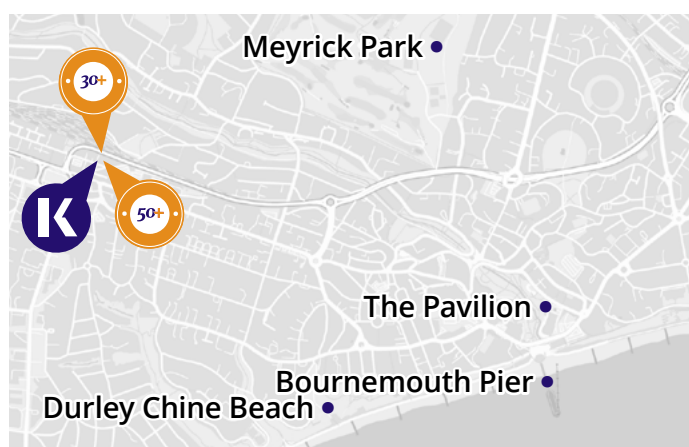 Meyrick Park
30+
K
50+
The Pavilion
Bournemouth Pier
Durley Chine Beach